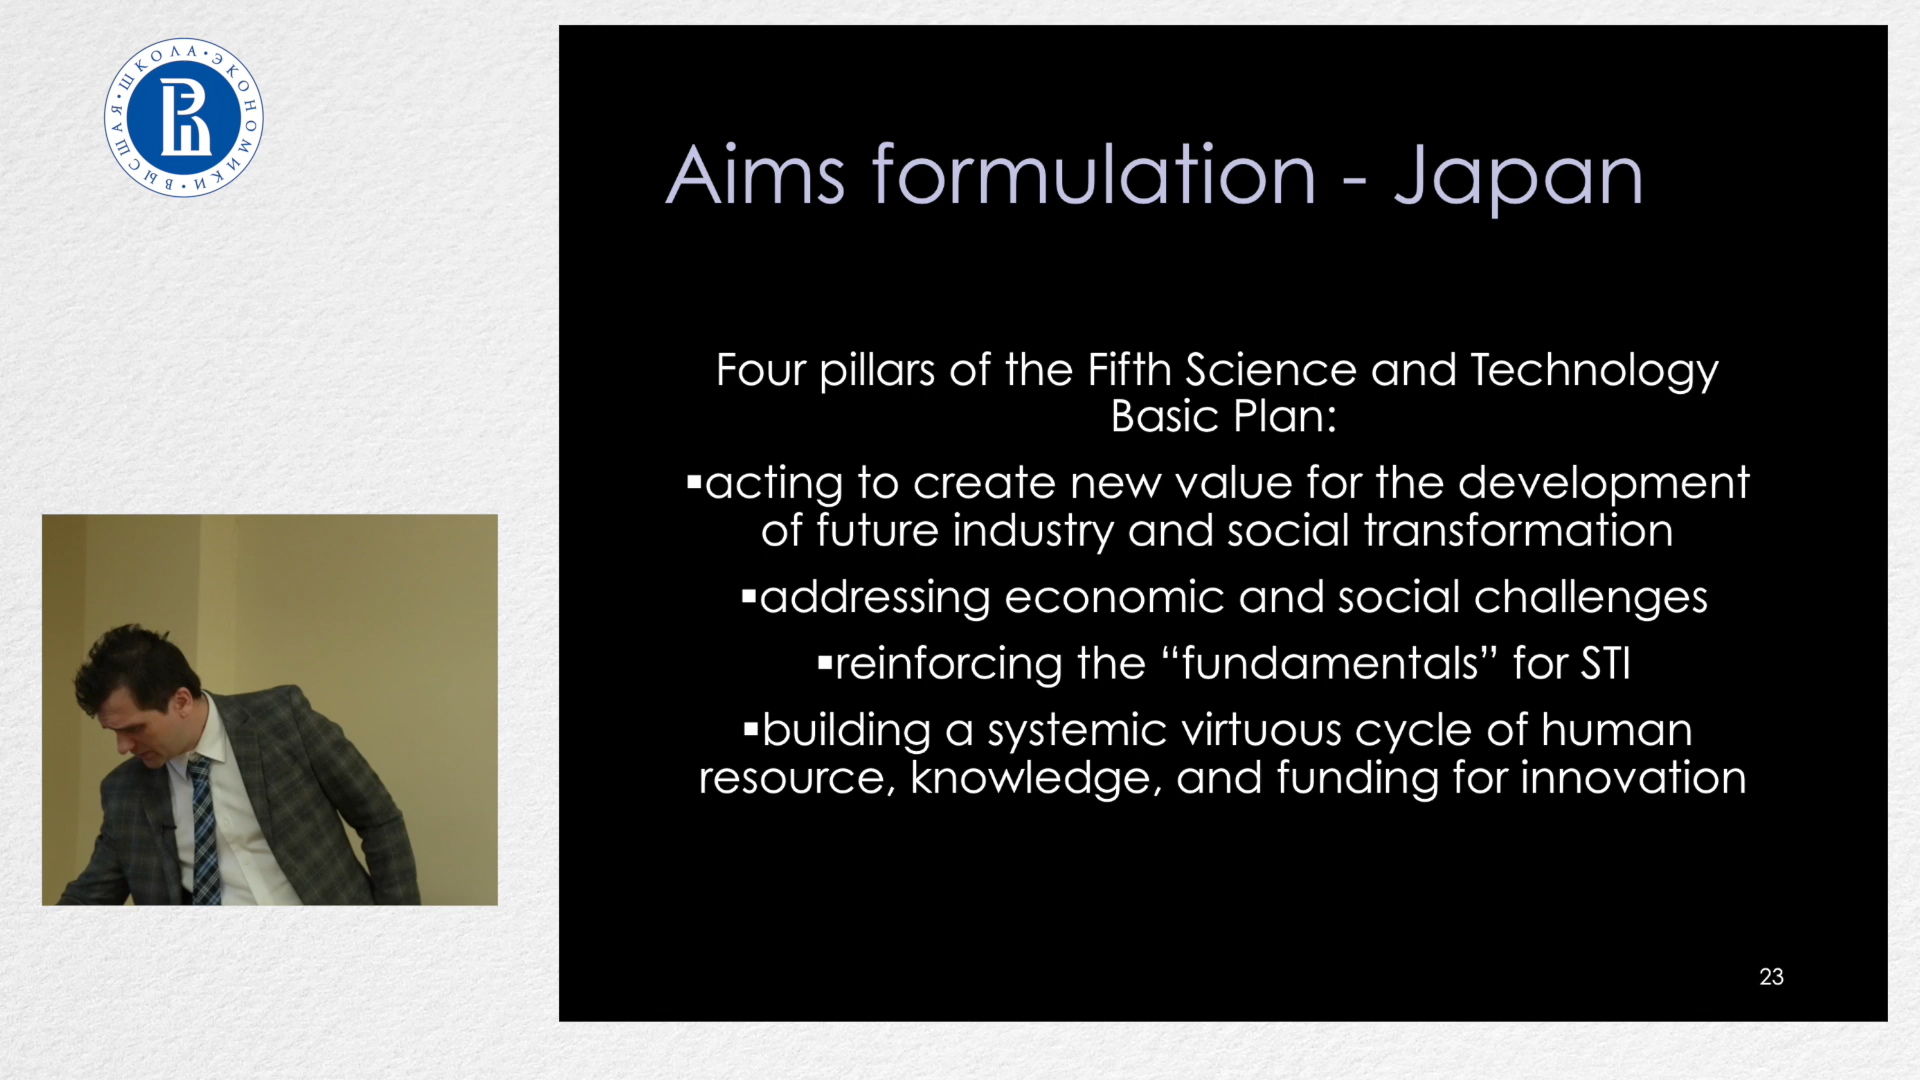 ВЫСШАЯ • ШКОЛА • ЭКОНОМИКИ •
Aims formulation - Japan
Four pillars of the Fifth Science and Technology
Basic Plan:
▪acting to create new value for the development
of future industry and social transformation
▪addressing economic and social challenges
▪reinforcing the “fundamentals” for STI
▪building a systemic virtuous cycle of human
resource, knowledge, and funding for innovation
23